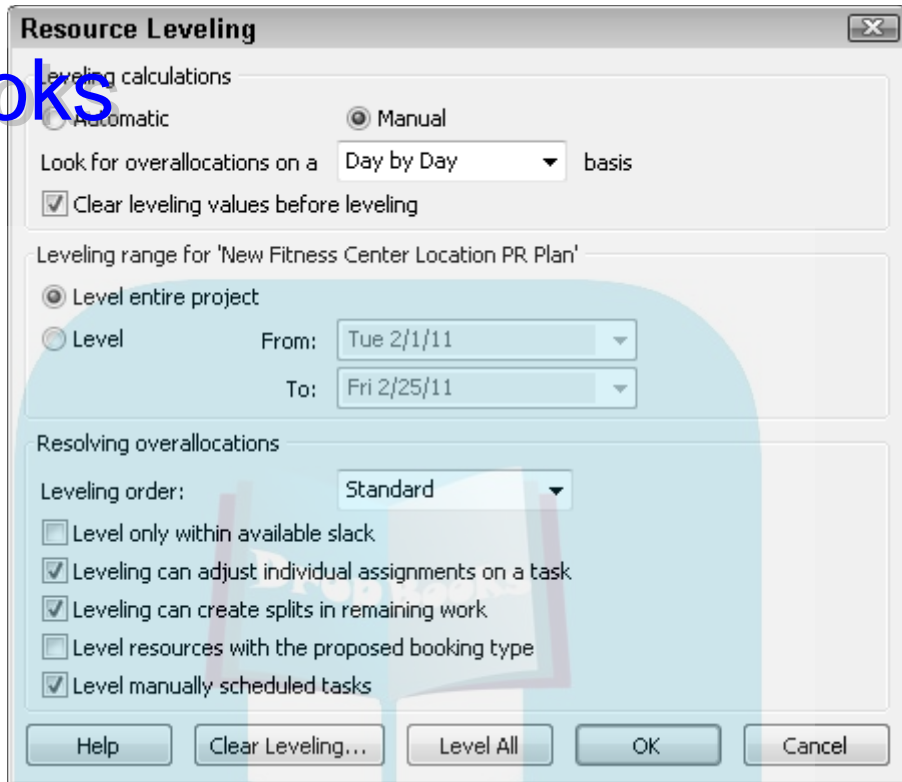 Resource Leveling
oks
Leveling calculations
Automatic Manual
Look for overallocations on a Day by Day basis
Clear leveling values before leveling
Leveling range for 'New Fitness Center Location PR Plan'
Level entire project
Level From: Tue 2/1/11
To: Fri 2/25/11
Resolving overallocations
Leveling order: Standard
Level only within available slack
Leveling can adjust individual assignments on a task
Drop Books
Leveling can create splits in remaining work
Level resources with the proposed booking type
Level manually scheduled tasks
Help Clear Leveling... Level All OK Cancel